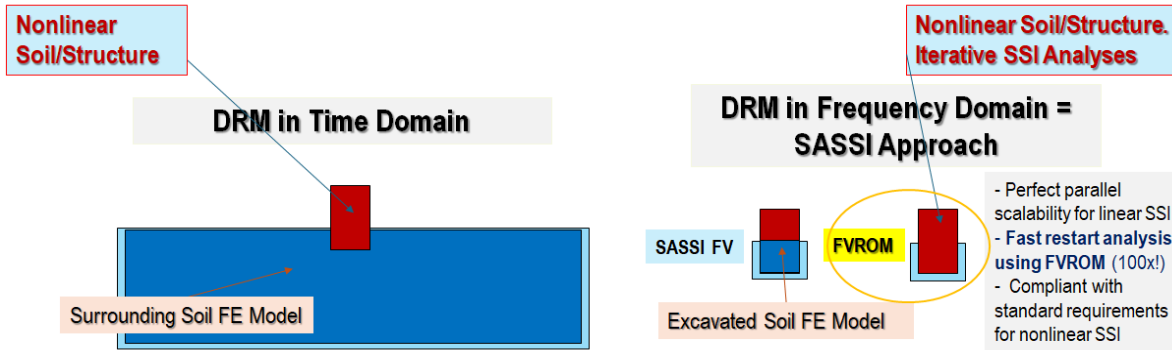 Nonlinear
Soil/Structure
DRM in Time Domain
Surrounding Soil FE Model
Nonlinear Soil/Structure.
Iterative SSI Analyses
DRM in Frequency Domain =
SASSI Approach
SASSI FV
FVROM
Excavated Soil FE Model
- Perfect parallel
scalability for linear SSI
- Fast restart analysis
using FVROM (100x!)
- Compliant with
standard requirements
for nonlinear SSI